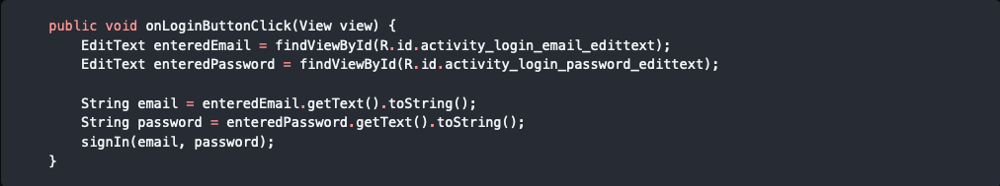 public void onLoginButtonClick(View view) {
    EditText enteredEmail = findViewById(R.id.activity_login_email_edittext);
    EditText enteredPassword = findViewById(R.id.activity_login_password_edittext);

    String email = enteredEmail.getText().toString();
    String password = enteredPassword.getText().toString();
    signIn(email, password);
}